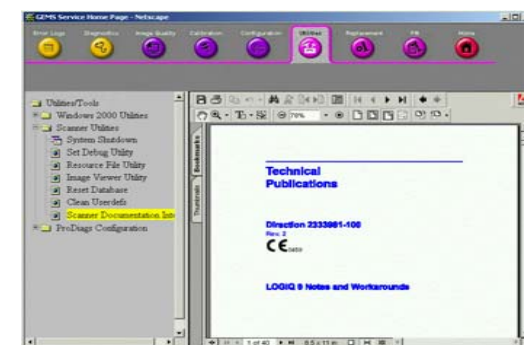 GEMS Service Home Page - Netscape
Error Logs Diagnostics Image Quality Calibration Configuration Utilities Replacement PM Home
Utilities/Tools
Windows 2000 Utilities
Scanner Utilities
System Shutdown
Set Debug Utility
Resource File Utility
Image Viewer Utility
Reset Database
Clean Userdefs
Scanner Documentation Inte
ProDiags Configuration
Bookmarks
Thumbnails
70%
Technical
Publications
Direction 2333981-100
Rev. 2
CE 0459
LOGIQ 9 Notes and Workarounds
1 of 40 8.5 x 11 in